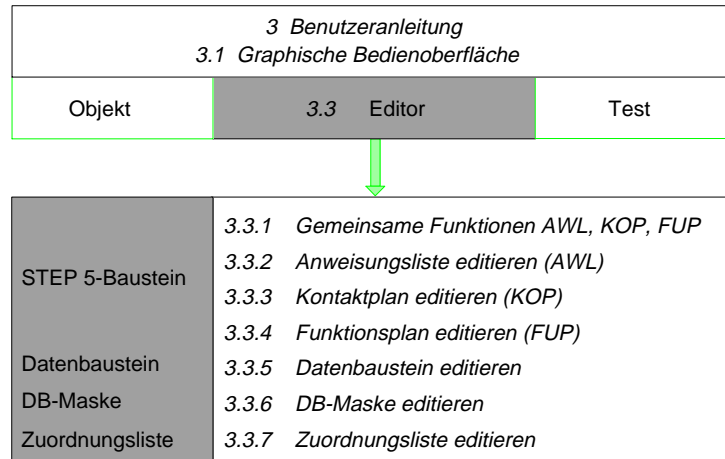 3 Benutzeranleitung
3.1 Graphische Bedienoberfläche
Objekt 3.3 Editor Test
3.3.1 Gemeinsame Funktionen AWL, KOP, FUP
3.3.2 Anweisungsliste editieren (AWL)
STEP 5-Baustein
3.3.3 Kontaktplan editieren (KOP)
3.3.4 Funktionsplan editieren (FUP)
Datenbaustein 3.3.5 Datenbaustein editieren
DB-Maske 3.3.6 DB-Maske editieren
Zuordnungsliste 3.3.7 Zuordnungsliste editieren